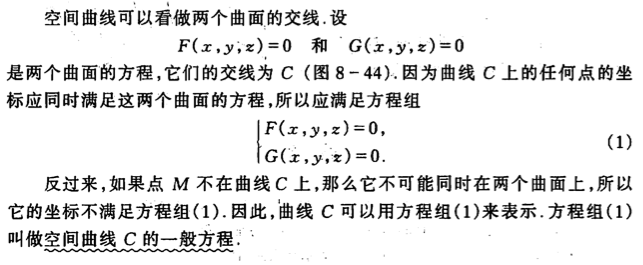 空间曲线可以看做两个曲面的交线.设
F(x,y,z)=0 和 G(x,y,z)=0
是两个曲面的方程,它们的交线为 C (图8-44).因为曲线 C 上的任何点的坐
标应同时满足这两个曲面的方程,所以应满足方程组
{F(x,y,z)=0,
G(x,y,z)=0. (1)
反过来,如果点 M 不在曲线 C 上,那么它不可能同时在两个曲面上,所以
它的坐标不满足方程组(1).因此,曲线 C 可以用方程组(1)来表示.方程组(1)
叫做空间曲线 C 的一般方程.